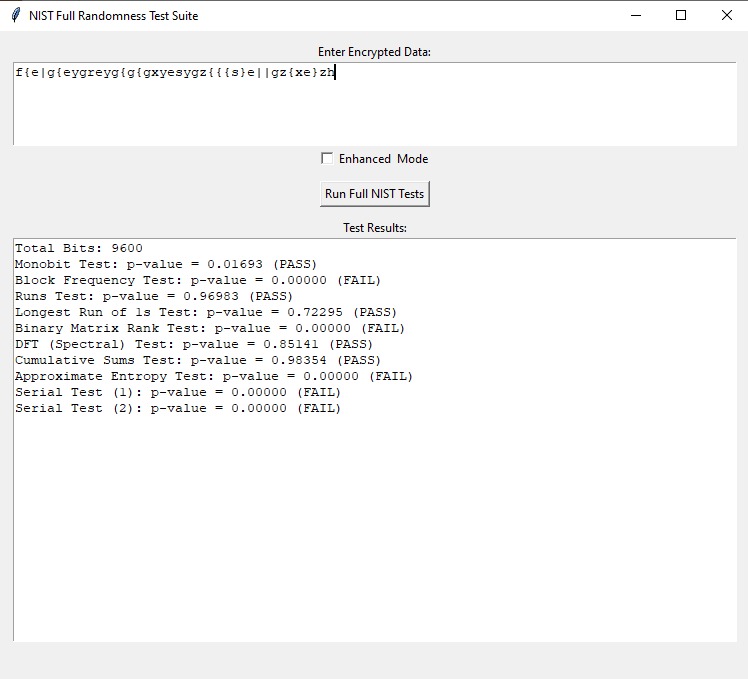 NIST Full Randomness Test Suite
Enter Encrypted Data:
f{e|g{eygreyg{g{gxyesygz{{{s}e||gz{xe}zh
Enhanced Mode
Run Full NIST Tests
Test Results:
Total Bits: 9600
Monobit Test: p-value = 0.01693 (PASS)
Block Frequency Test: p-value = 0.00000 (FAIL)
Runs Test: p-value = 0.96983 (PASS)
Longest Run of 1s Test: p-value = 0.72295 (PASS)
Binary Matrix Rank Test: p-value = 0.00000 (FAIL)
DFT (Spectral) Test: p-value = 0.85141 (PASS)
Cumulative Sums Test: p-value = 0.98354 (PASS)
Approximate Entropy Test: p-value = 0.00000 (FAIL)
Serial Test (1): p-value = 0.00000 (FAIL)
Serial Test (2): p-value = 0.00000 (FAIL)